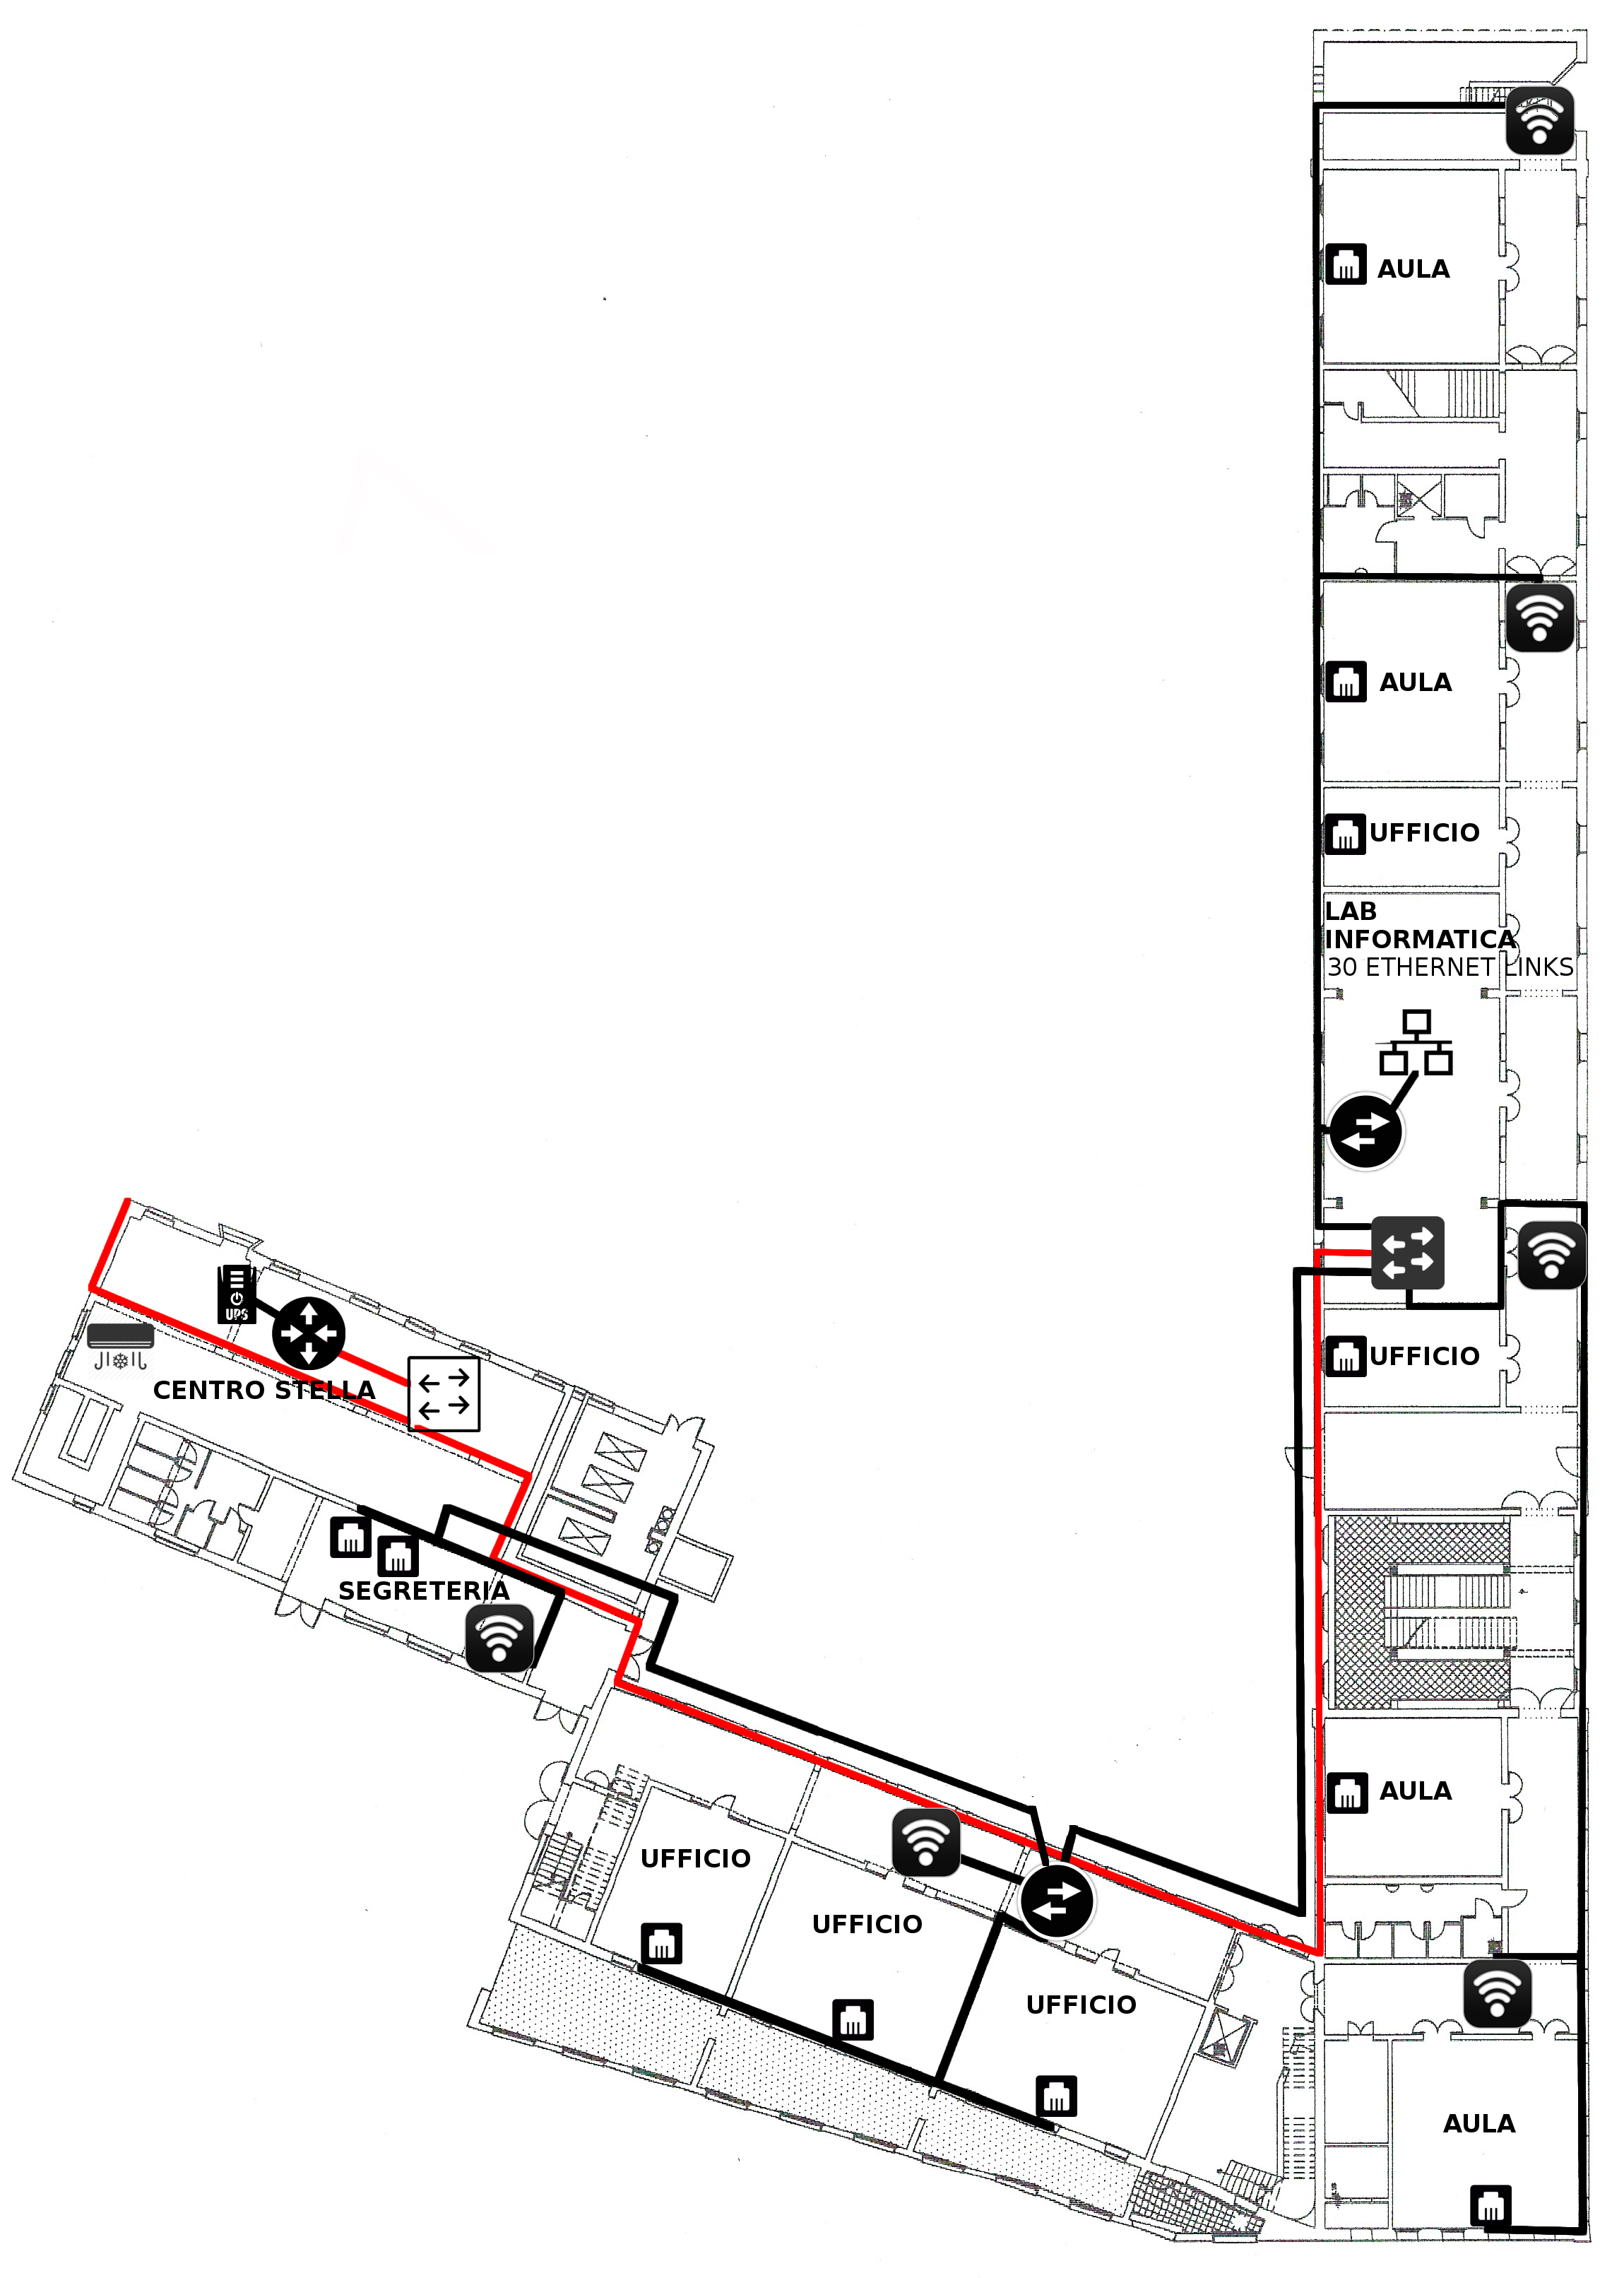 AULA
AULA
UFFICIO
LAB
INFORMATICA
30 ETHERNET LINKS
UPS
UFFICIO
CENTRO STELLA
SEGRETERIA
AULA
UFFICIO
UFFICIO
UFFICIO
AULA